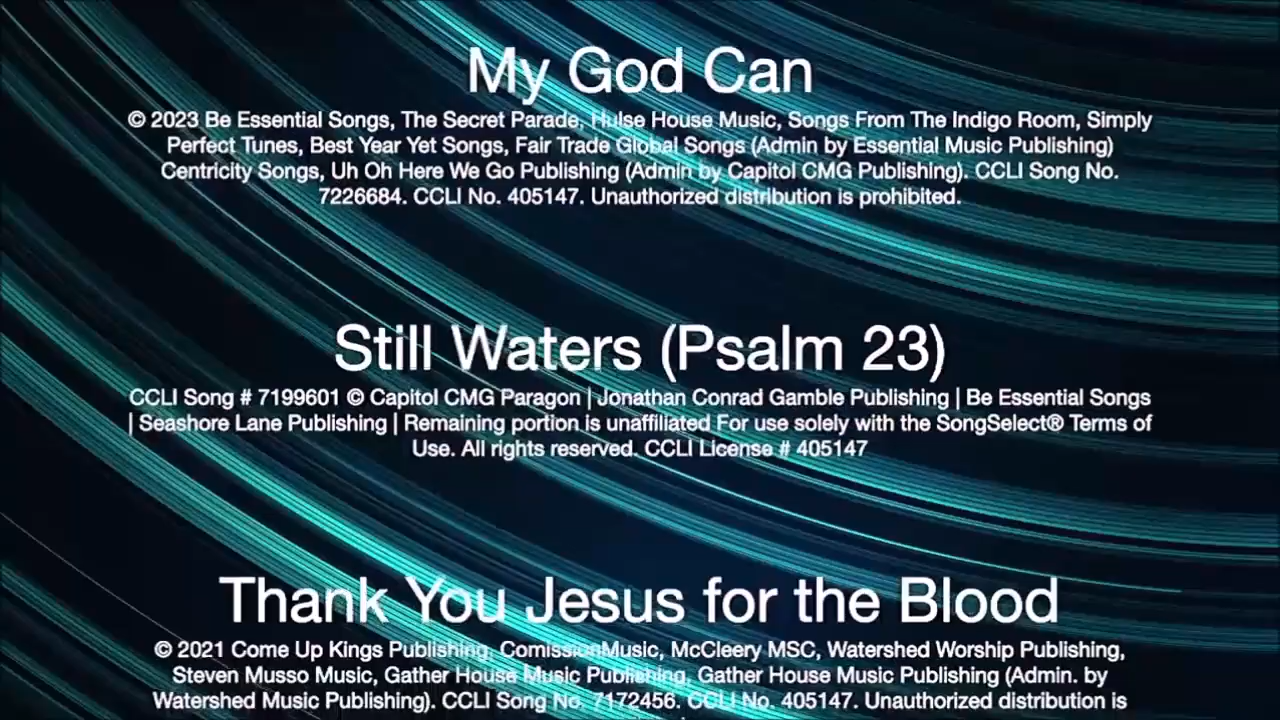 My God Can
© 2023 Be Essential Songs, The Secret Parade, Hulse House Music, Songs From The Indigo Room, Simply
Perfect Tunes, Best Year Yet Songs, Fair Trade Global Songs (Admin by Essential Music Publishing)
Centricity Songs, Uh Oh Here We Go Publishing (Admin by Capitol CMG Publishing). CCLI Song No.
7226684. CCLI No. 405147. Unauthorized distribution is prohibited.
Still Waters (Psalm 23)
CCLI Song # 7199601 © Capitol CMG Paragon | Jonathan Conrad Gamble Publishing | Be Essential Songs
| Seashore Lane Publishing | Remaining portion is unaffiliated For use solely with the SongSelect® Terms of
Use. All rights reserved. CCLI License # 405147
Thank You Jesus for the Blood
© 2021 Come Up Kings Publishing, ComissionMusic, McCleery MSC, Watershed Worship Publishing,
Steven Musso Music, Gather House Music Publishing, Gather House Music Publishing (Admin. by
Watershed Music Publishing). CCLI Song No. 7172456. CCLI No. 405147. Unauthorized distribution is